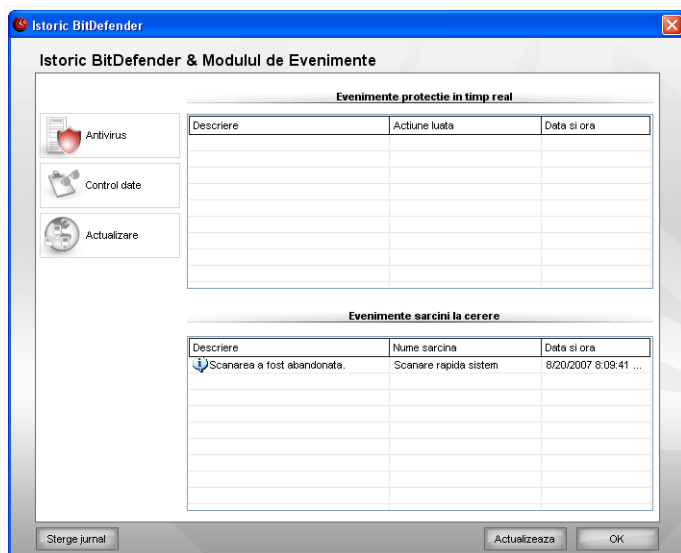 Istoric BitDefender
Istoric BitDefender & Modulul de Evenimente
Antivirus
Control date
Actualizare
Evenimente protectie in timp real
Descriere Actiune luata Data si ora
Evenimente sarcini la cerere
Descriere Nume sarcina Data si ora
Scanarea a fost abandonata. Scanare rapida sistem 8/20/2007 8:09:41 ...
Sterge jurnal Actualizeaza OK